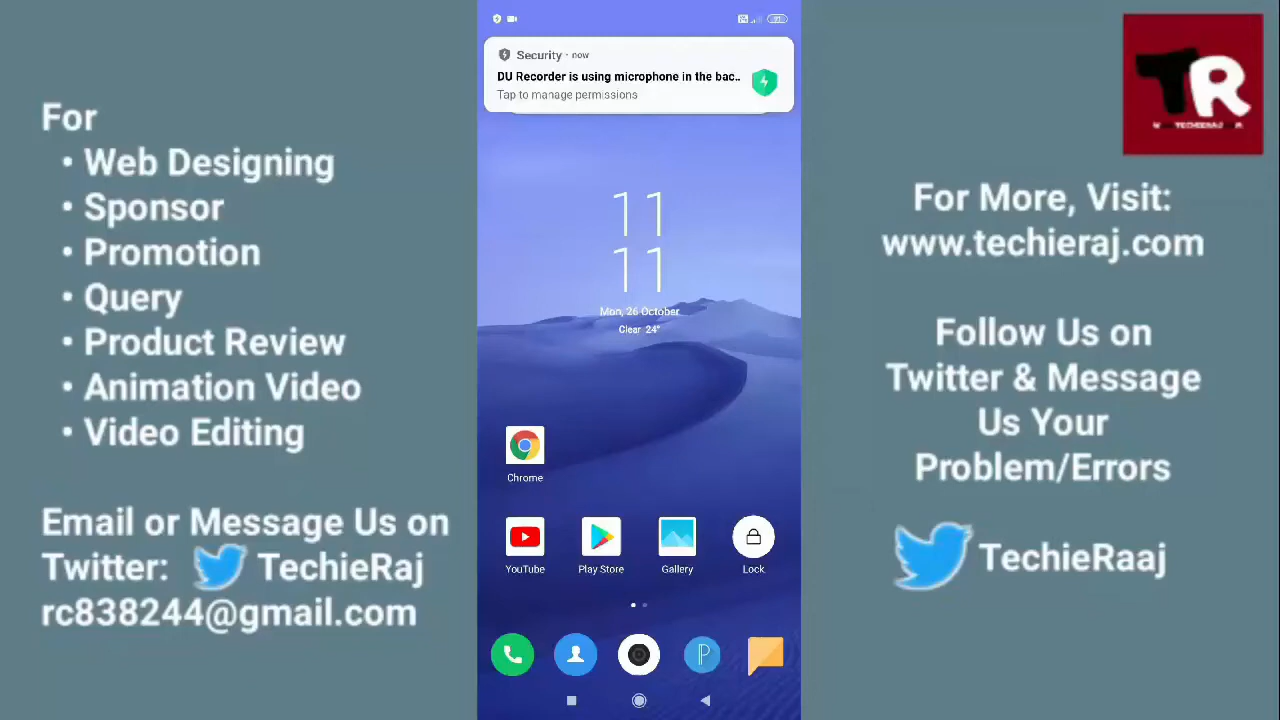 For
• Web Designing
• Sponsor
• Promotion
• Query
• Product Review
• Animation Video
• Video Editing
Email or Message Us on
Twitter: TechieRaj
rc838244@gmail.com
Security • now
DU Recorder is using microphone in the bac..
Tap to manage permissions
11
11
Mon, 26 October
Clear 24°
Chrome
YouTube
Play Store
Gallery
Lock
TR
For More, Visit:
www.techieraj.com
Follow Us on
Twitter & Message
Us Your
Problem/Errors
TechieRaaj